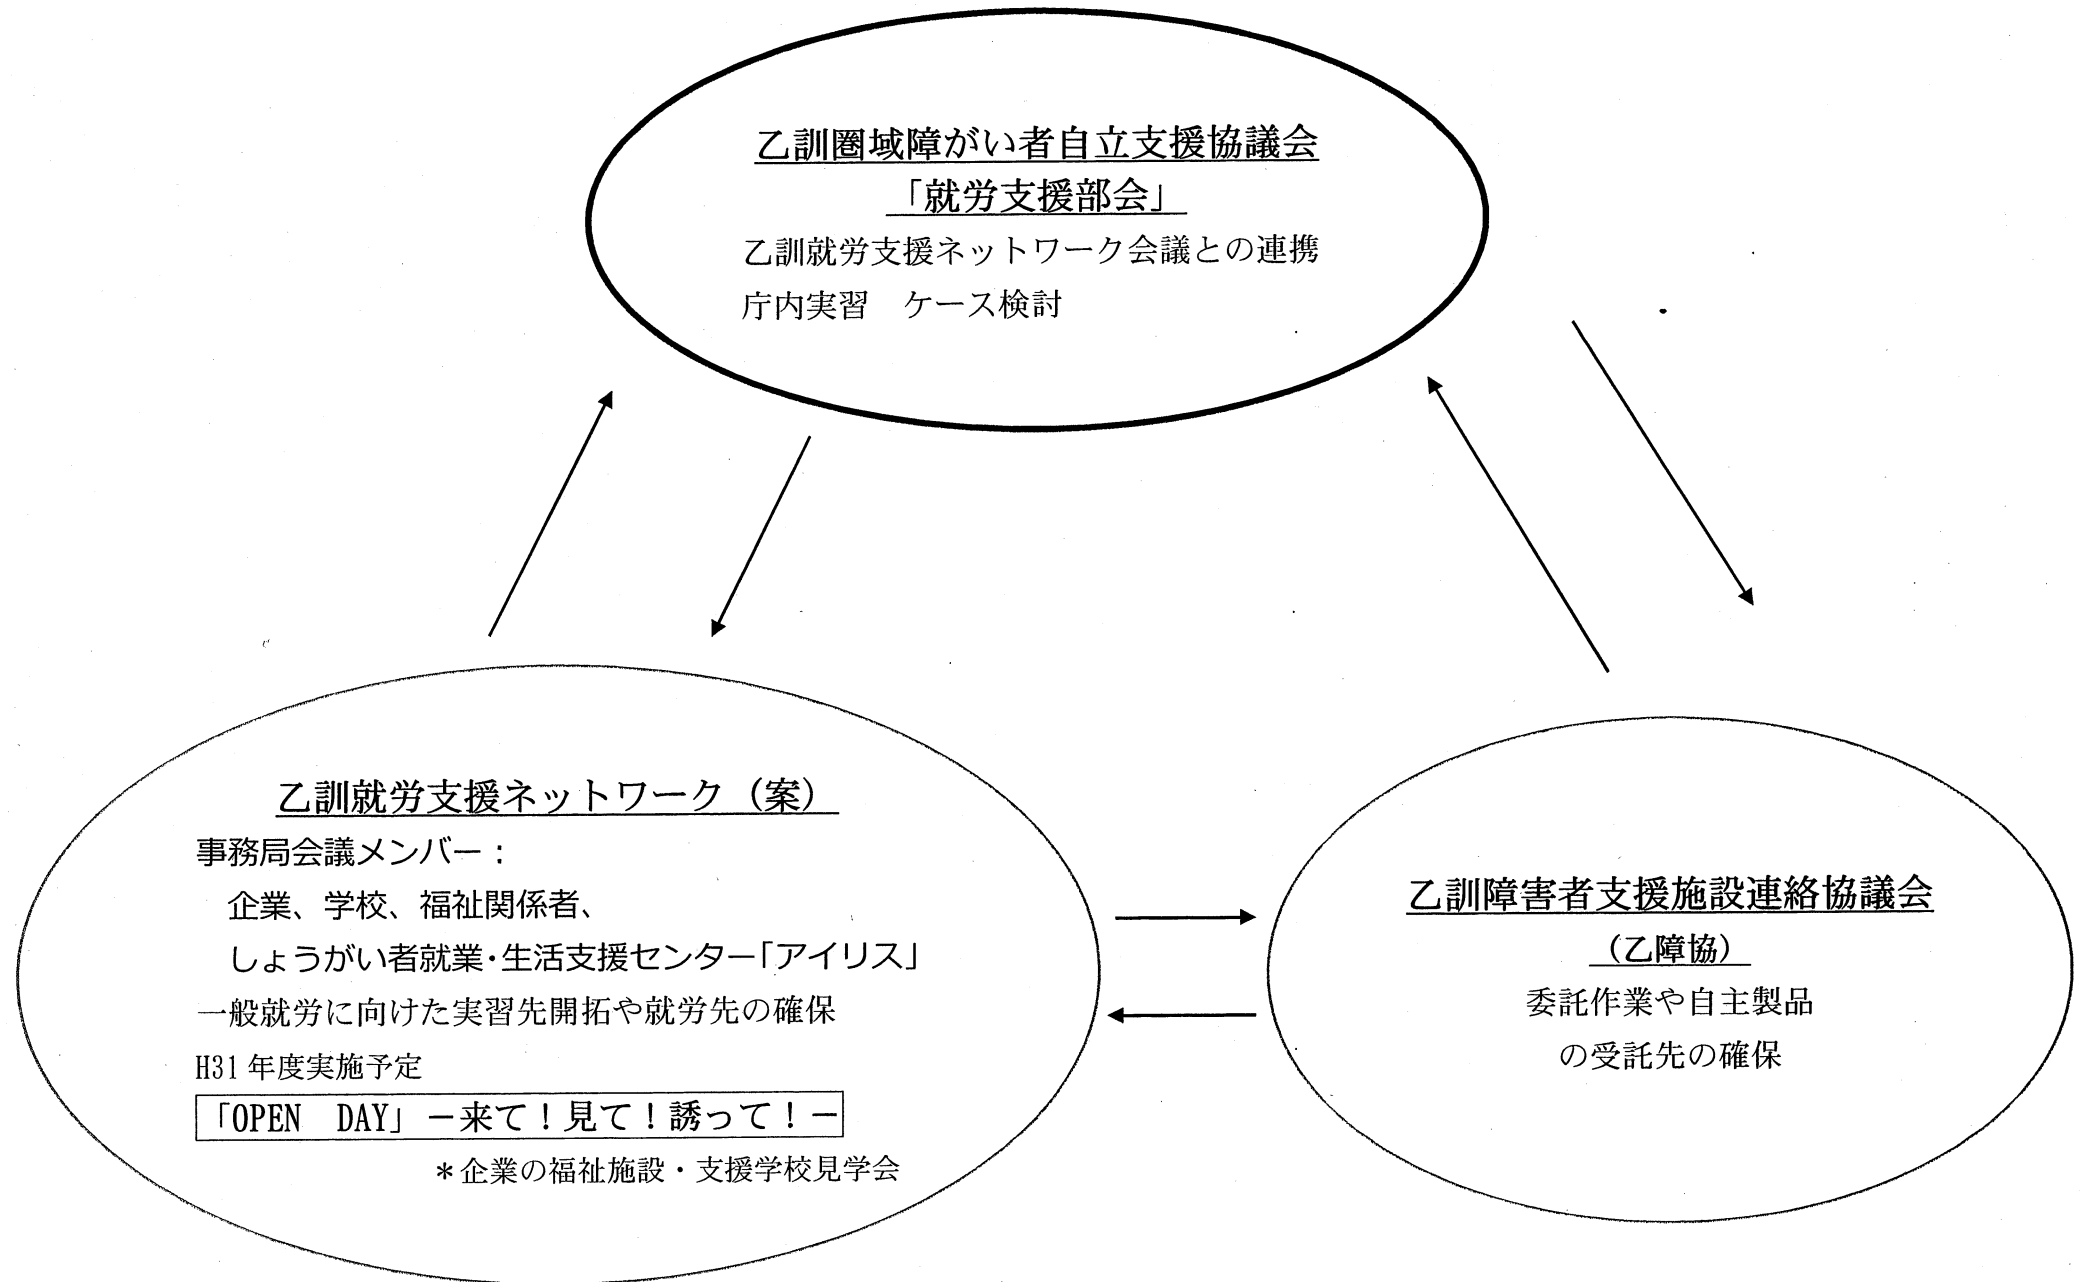 乙訓圏域障がい者自立支援協議会
「就労支援部会」
乙訓就労支援ネットワーク会議との連携
庁内実習　ケース検討
乙訓就労支援ネットワーク（案）
事務局会議メンバー：
企業、学校、福祉関係者、
しょうがい者就業・生活支援センター「アイリス」
一般就労に向けた実習先開拓や就労先の確保
H31年度実施予定
「OPEN　DAY」－来て！見て！誘って！－
＊企業の福祉施設・支援学校見学会
乙訓障害者支援施設連絡協議会
（乙障協）
委託作業や自主製品
の受託先の確保